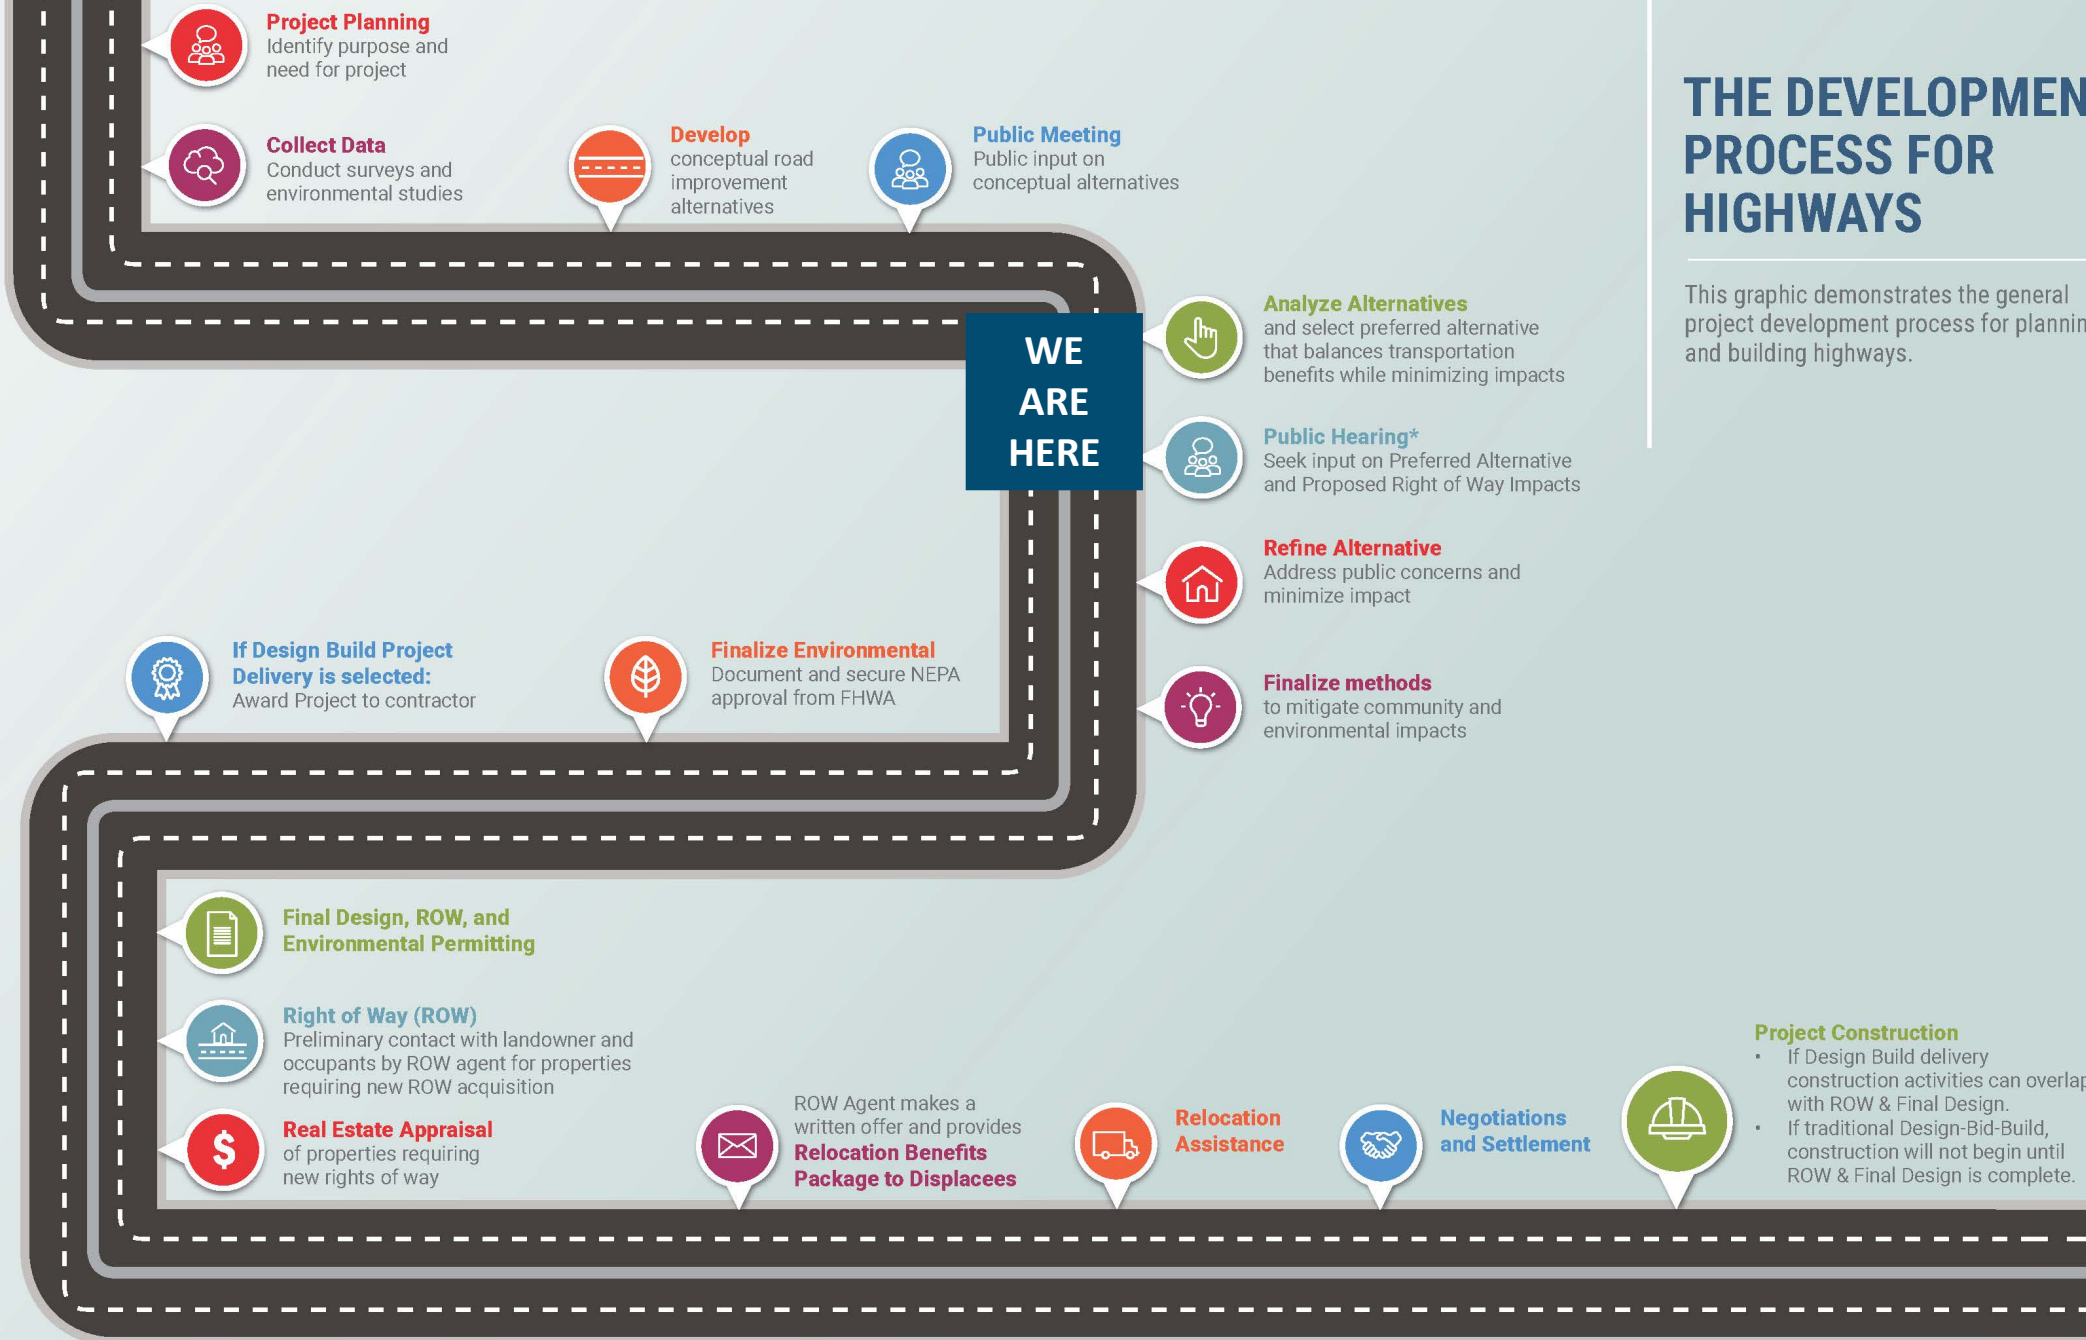 Project Planning
Identify purpose and
need for project
Collect Data
Conduct surveys and
environmental studies
Develop
conceptual road
improvement
alternatives
Public Meeting
Public input on
conceptual alternatives
THE DEVELOPMEN
PROCESS FOR
HIGHWAYS
This graphic demonstrates the general
project development process for plannin
and building highways.
WE
ARE
HERE
Analyze Alternatives
and select preferred alternative
that balances transportation
benefits while minimizing impacts
Public Hearing*
Seek input on Preferred Alternative
and Proposed Right of Way Impacts
Refine Alternative
Address public concerns and
minimize impact
Finalize methods
to mitigate community and
environmental impacts
Finalize Environmental
Document and secure NEPA
approval from FHWA
If Design Build Project
Delivery is selected:
Award Project to contractor
Final Design, ROW, and
Environmental Permitting
Right of Way (ROW)
Preliminary contact with landowner and
occupants by ROW agent for properties
requiring new ROW acquisition
$
Real Estate Appraisal
of properties requiring
new rights of way
ROW Agent makes a
written offer and provides
Relocation Benefits
Package to Displacees
Relocation
Assistance
Negotiations
and Settlement
Project Construction
• If Design Build delivery
construction activities can overlap
with ROW & Final Design.
• If traditional Design-Bid-Build,
construction will not begin until
ROW & Final Design is complete.